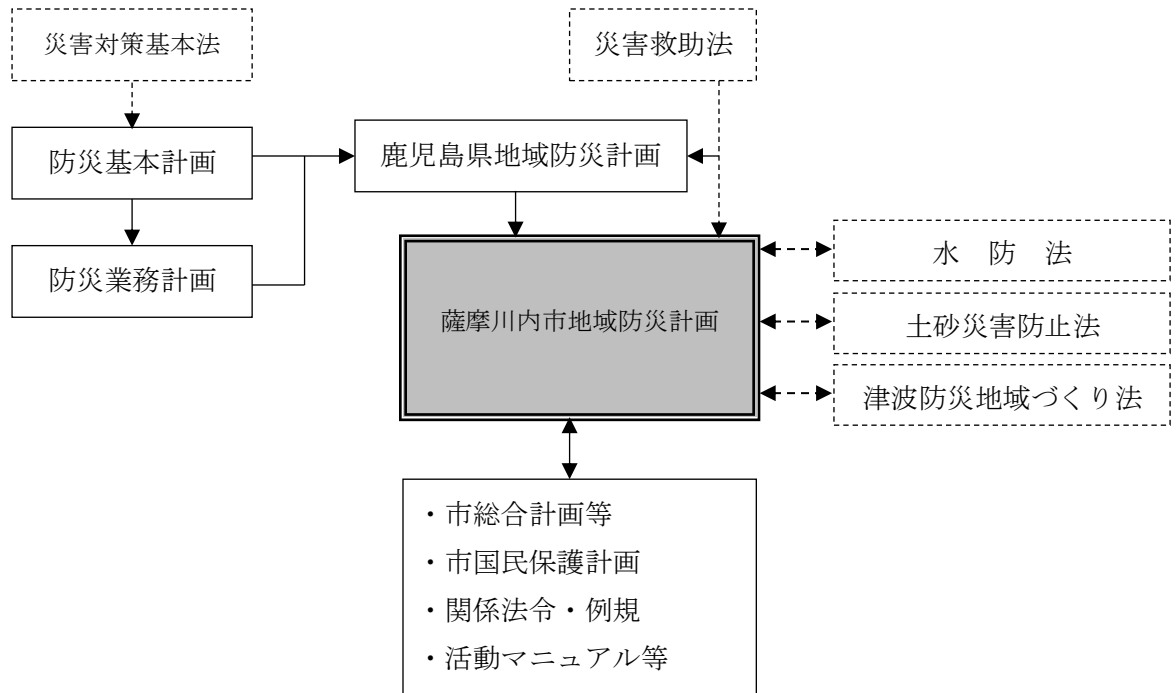 災害対策基本法
災害救助法
防災基本計画
鹿児島県地域防災計画
防災業務計画
薩摩川内市地域防災計画
水　防　法
土砂災害防止法
津波防災地域づくり法
・市総合計画等
・市国民保護計画
・関係法令・例規
・活動マニュアル等